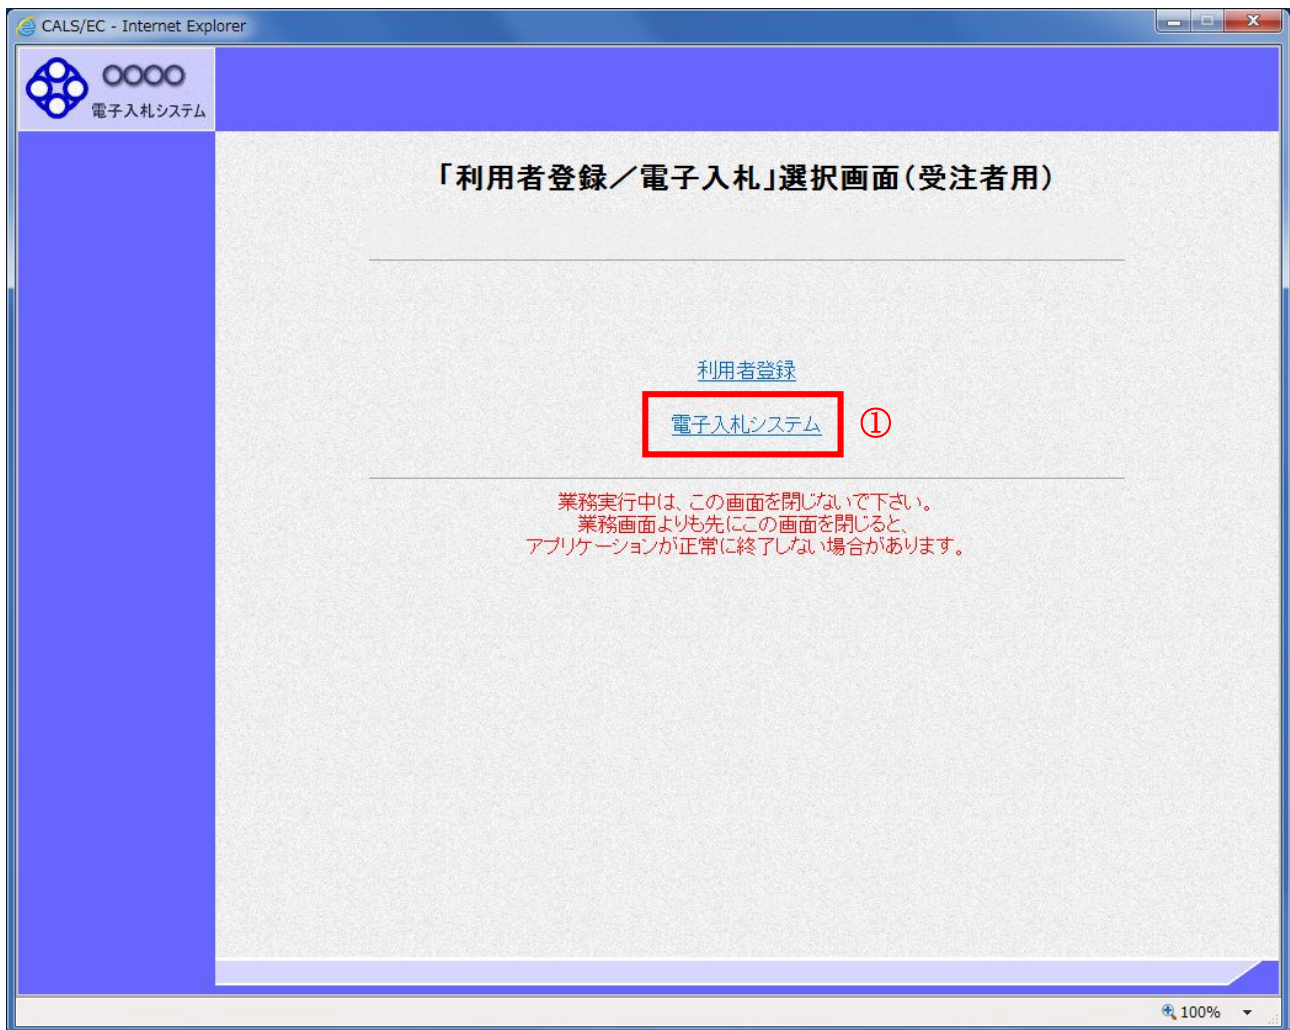 CALS/EC - Internet Explorer
○○○○
電子入札システム
「利用者登録／電子入札」選択画面（受注者用）
利用者登録
電子入札システム ①
業務実行中は、この画面を閉じないで下さい。
業務画面よりも先にこの画面を閉じると、
アプリケーションが正常に終了しない場合があります。
100%